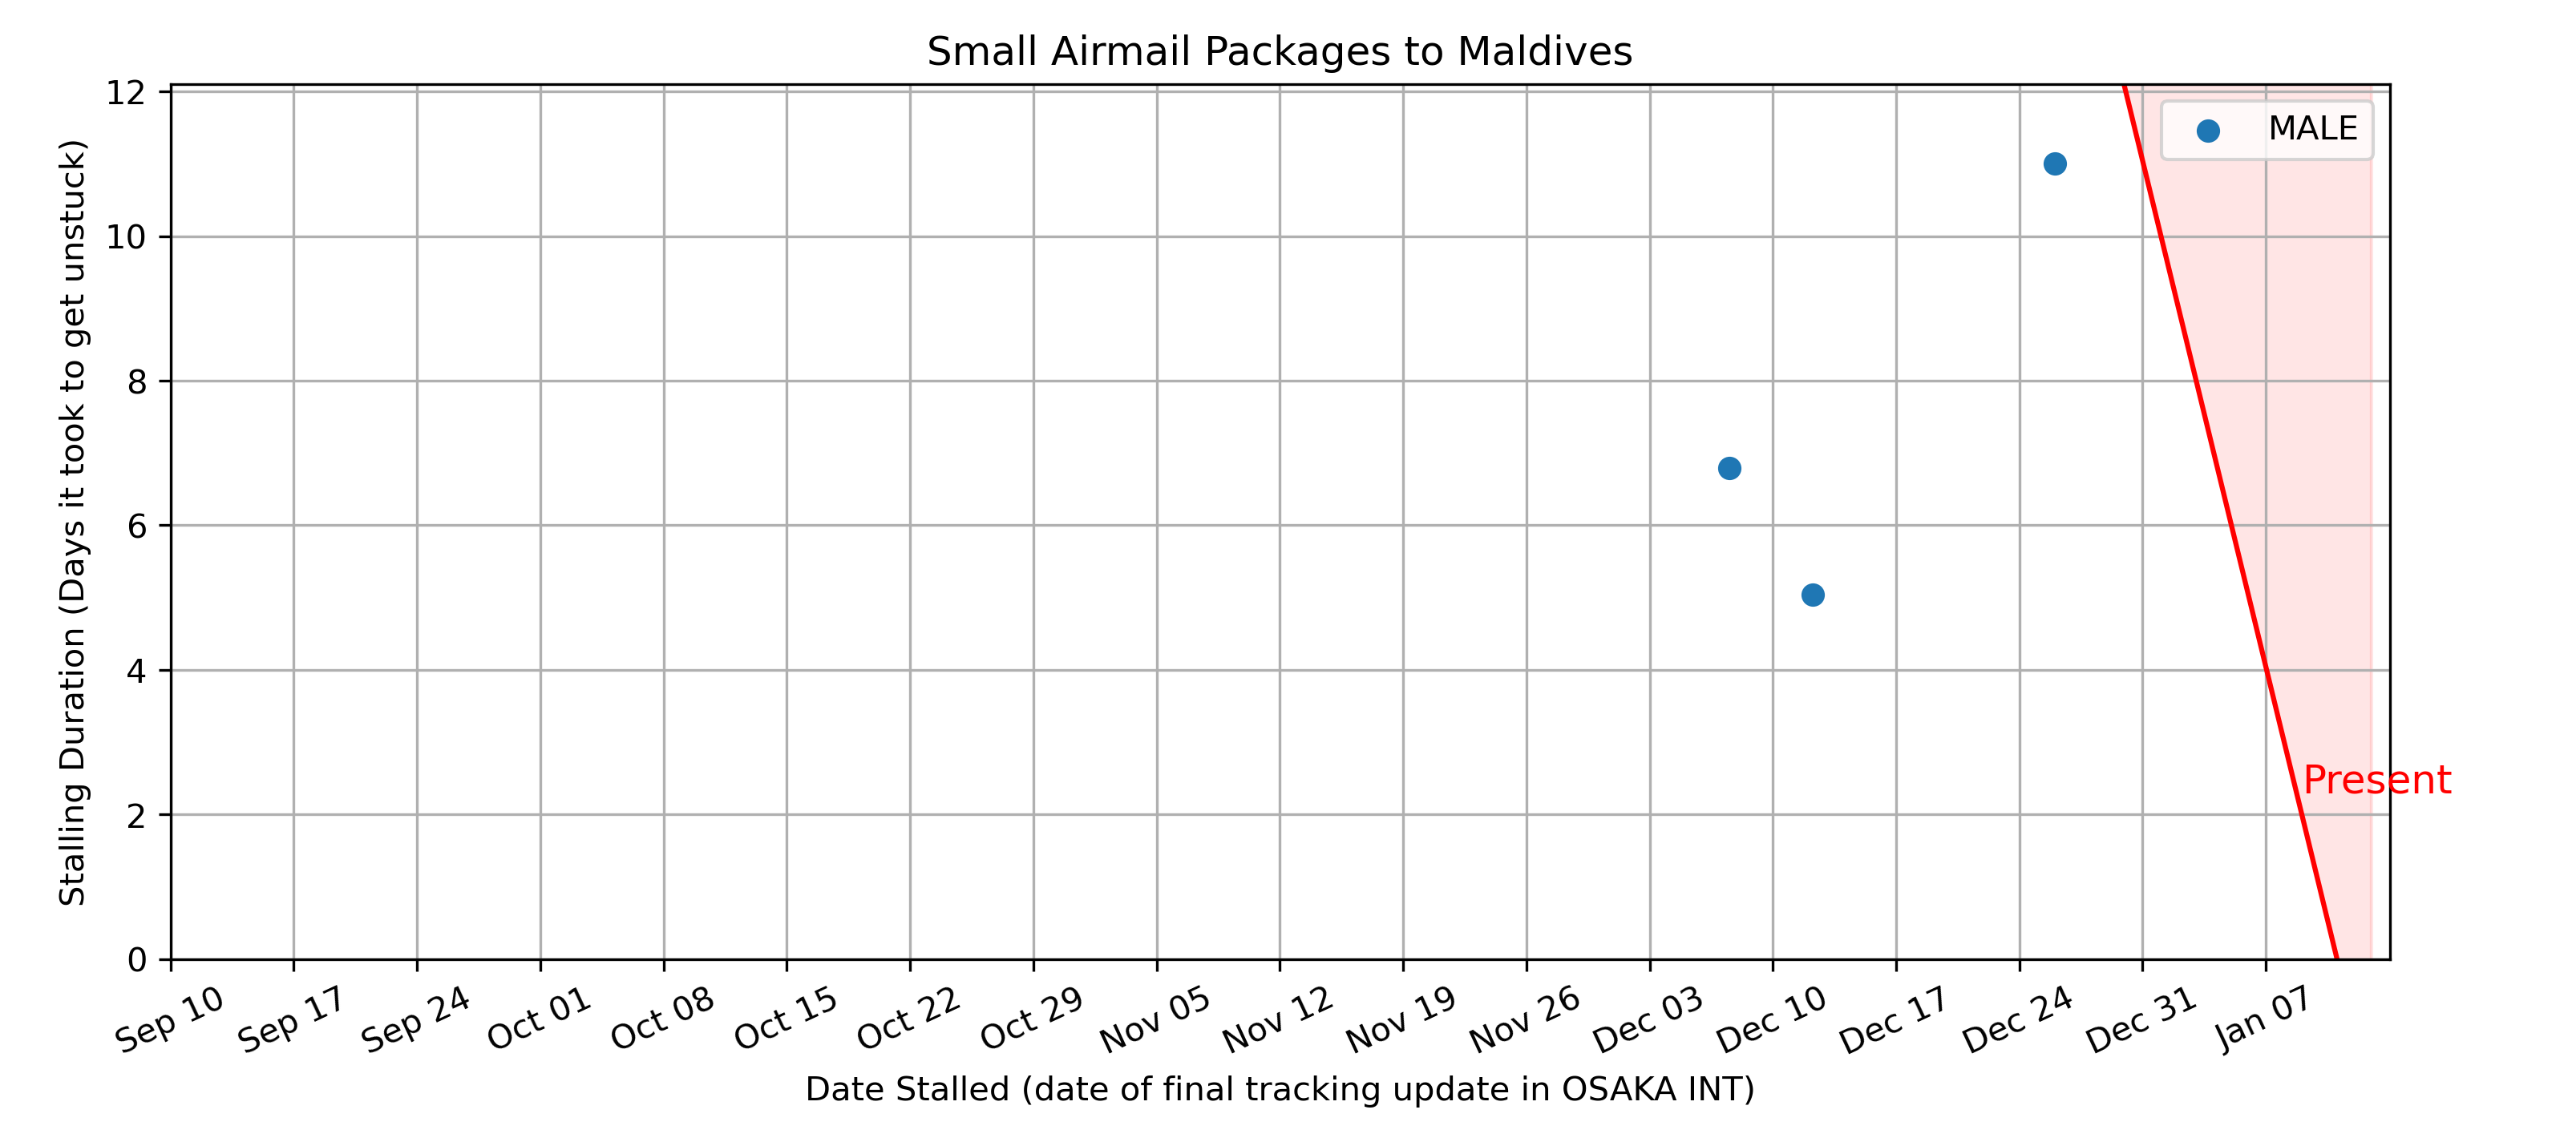 Small Airmail Packages to Maldives
MALE
12
10
8
6
4
2
0
Stalling Duration (Days it took to get unstuck)
Present
Sep 10
Sep 17
Sep 24
Oct 01
Oct 08
Oct 15
Oct 22
Oct 29
Nov 05
Nov 12
Nov 19
Nov 26
Dec 03
Dec 10
Dec 17
Dec 24
Dec 31
Jan 07
Date Stalled (date of final tracking update in OSAKA INT)